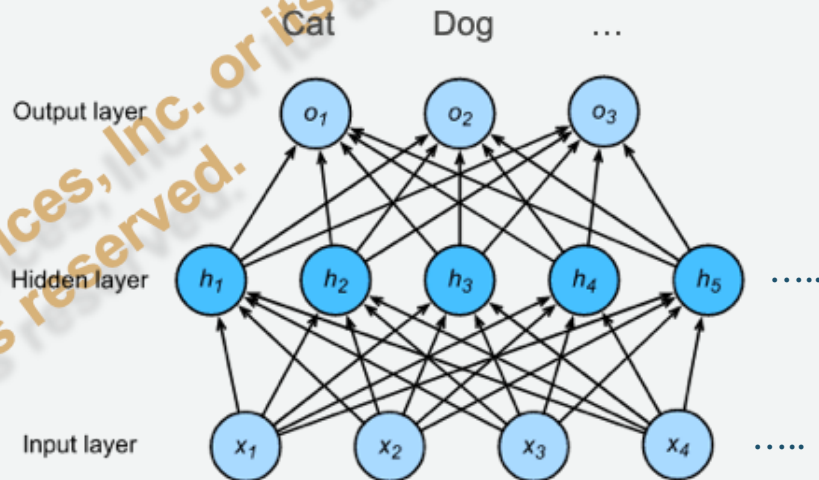 Cat Dog ...
Output layer o1 o2 o3
Hidden layer h1 h2 h3 h4 h5 .....
Input layer x1 x2 x3 x4 .....
Inc. or its
reserved.